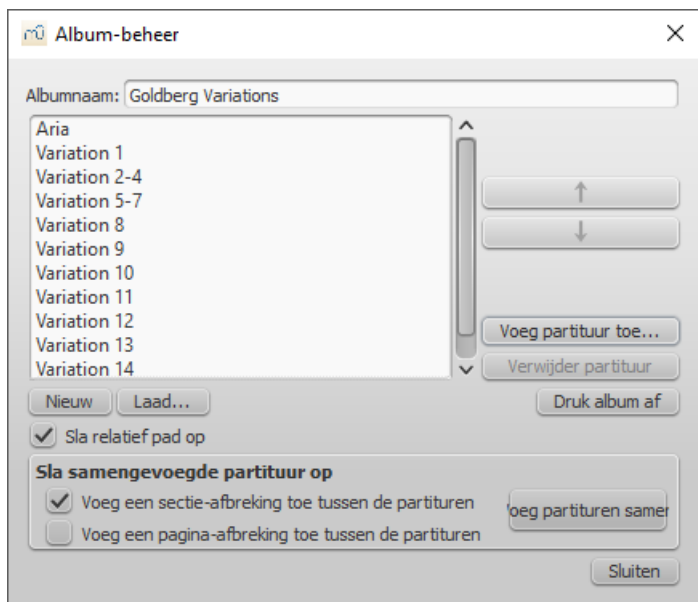 Album-beheer
Albumnaam: Goldberg Variations
Aria
Variation 1
Variation 2-4
Variation 5-7
Variation 8
Variation 9
Variation 10
Variation 11
Variation 12
Variation 13
Variation 14
Voeg partituur toe...
Verwijder partituur
Nieuw Laad... Druk album af
Sla relatief pad op
Sla samengevoegde partituur op
Voeg een sectie-afbreking toe tussen de partituren
oeg partituren samer
Voeg een pagina-afbreking toe tussen de partituren
Sluiten